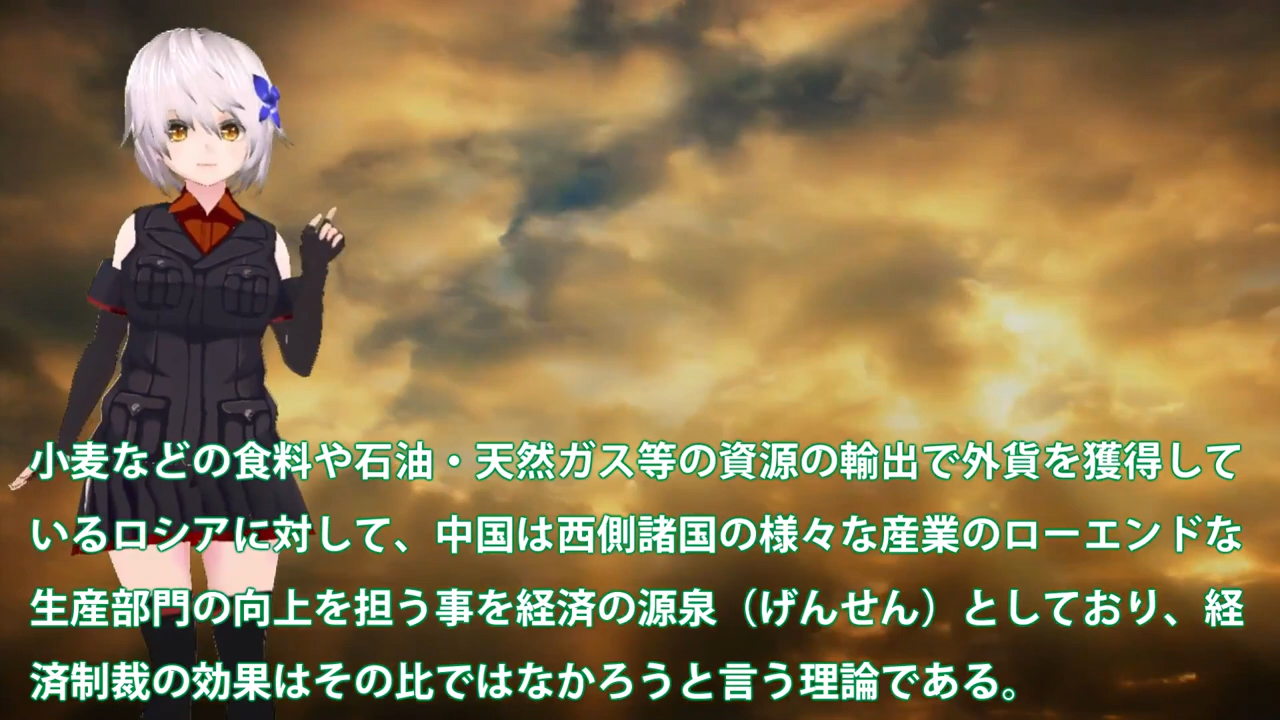 小麦などの食料や石油・天然ガス等の資源の輸出で外貨を獲得して
いるロシアに対して、中国は西側諸国の様々な産業のローエンドな
生産部門の向上を担う事を経済の源泉（げんせん）としており、経
済制裁の効果はその比ではなかろうと言う理論である。